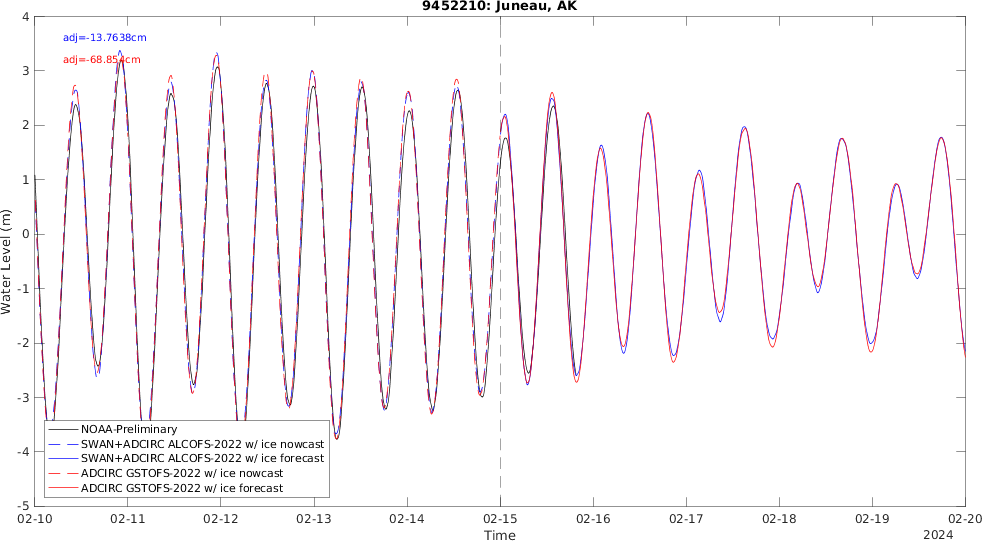 9452210: Juneau, AK
adj=-13.7638cm
adj=-68.854cm
4
3
2
1
0
-1
-2
-3
-4
-5
Water Level (m)
NOAA-Preliminary
SWAN+ADCIRC ALCOFS-2022 w/ ice nowcast
SWAN+ADCIRC ALCOFS-2022 w/ ice forecast
ADCIRC GSTOFS-2022 w/ ice nowcast
ADCIRC GSTOFS-2022 w/ ice forecast
02-10 02-11 02-12 02-13 02-14 02-15 02-16 02-17 02-18 02-19 02-20
Time
2024